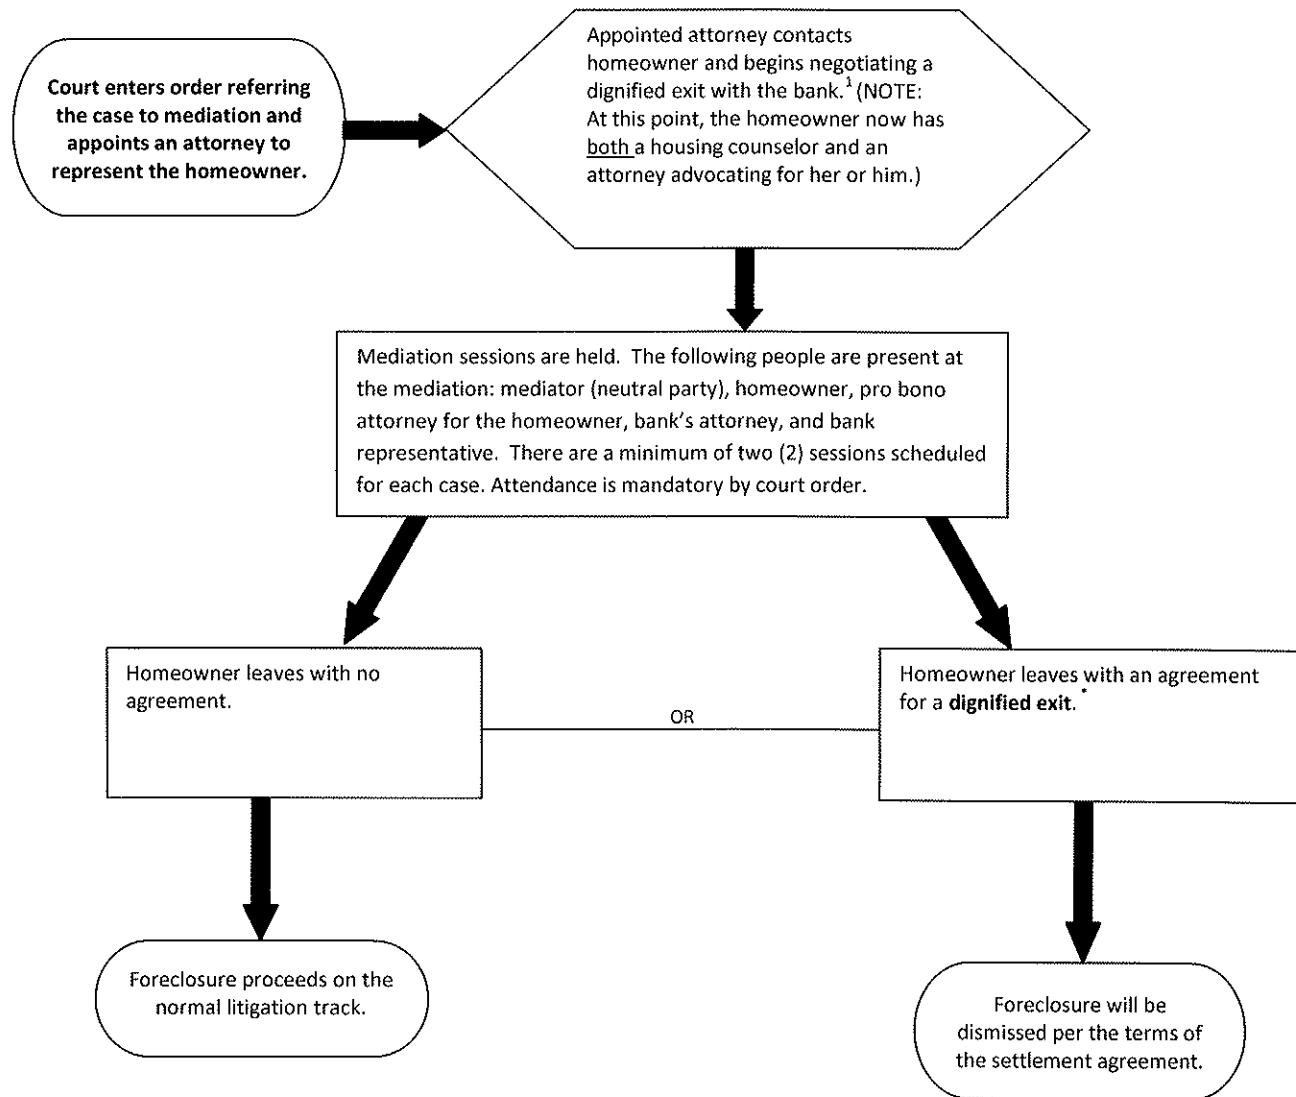 Court enters order referring
the case to mediation and
appoints an attorney to
represent the homeowner.
Appointed attorney contacts
homeowner and begins negotiating a
dignified exit with the bank.¹ (NOTE:
At this point, the homeowner now has
both a housing counselor and an
attorney advocating for her or him.)
Mediation sessions are held. The following people are present at
the mediation: mediator (neutral party), homeowner, pro bono
attorney for the homeowner, bank's attorney, and bank
representative. There are a minimum of two (2) sessions scheduled
for each case. Attendance is mandatory by court order.
Homeowner leaves with no
agreement.
OR
Homeowner leaves with an agreement
for a dignified exit.*
Foreclosure proceeds on the
normal litigation track.
Foreclosure will be
dismissed per the terms of
the settlement agreement.